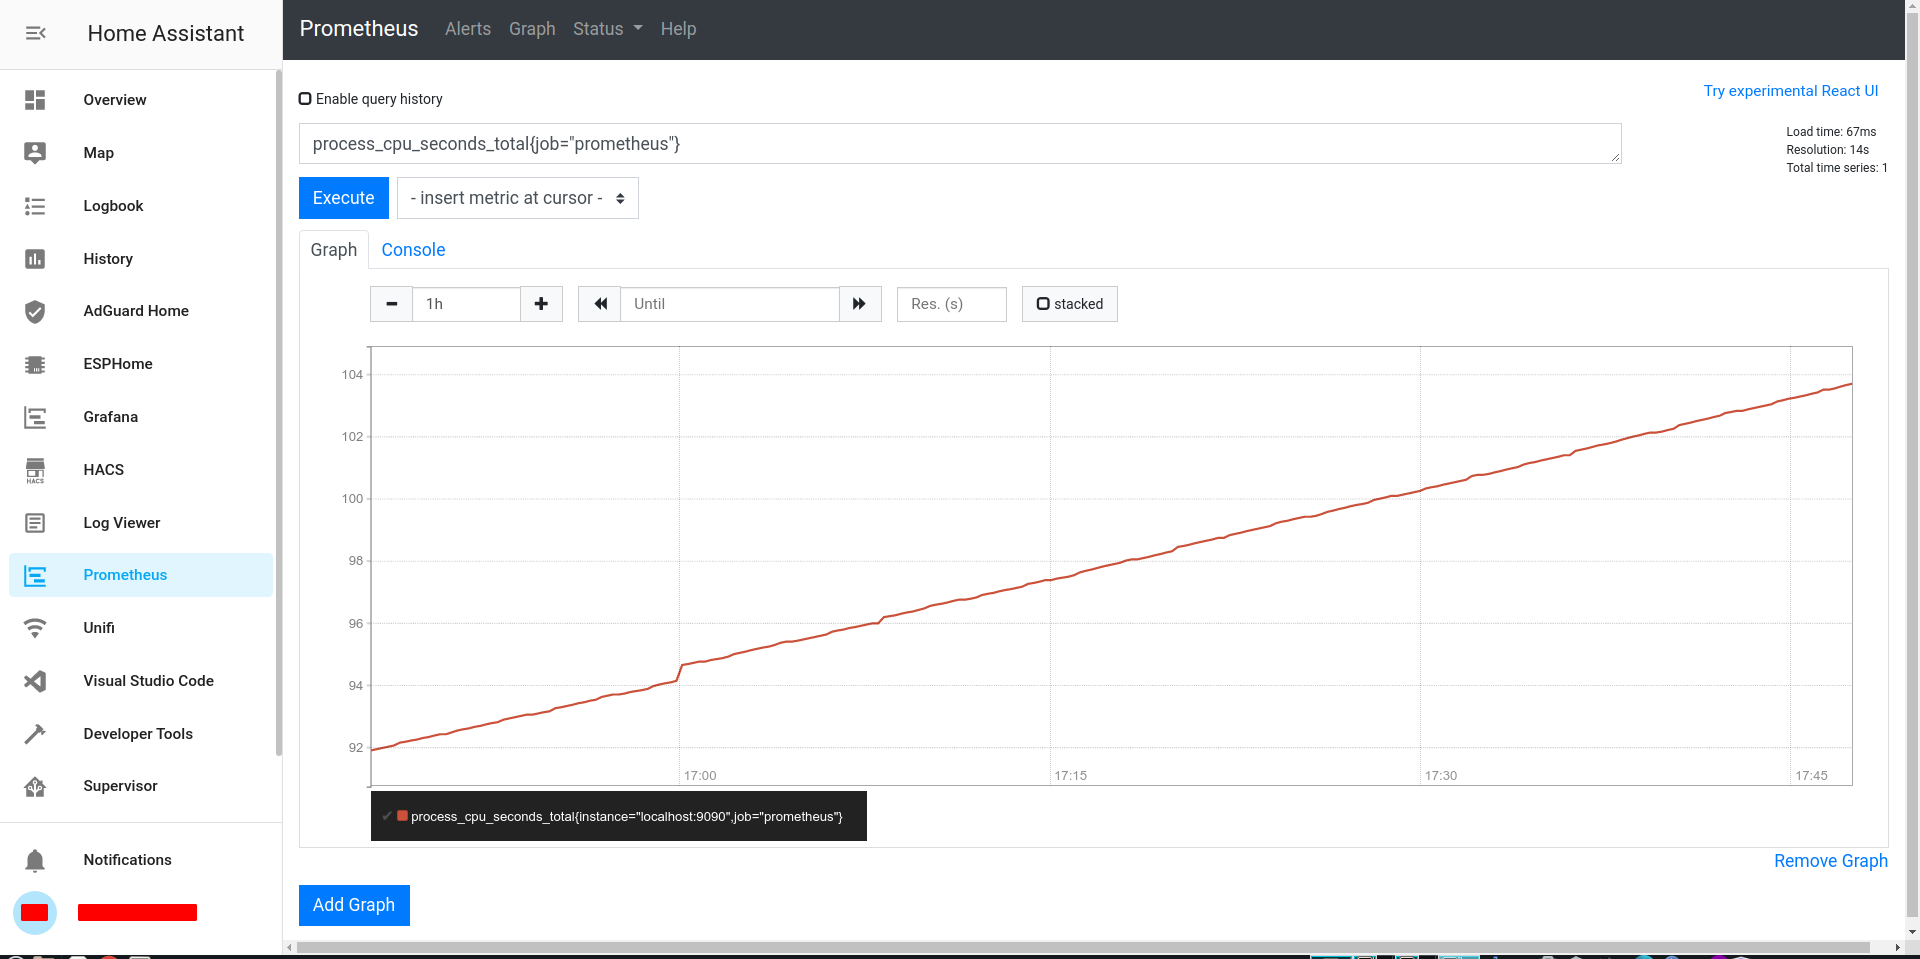 Home Assistant
Overview
Map
Logbook
History
AdGuard Home
ESPHome
Grafana
HACS
HACS
Log Viewer
Prometheus
Unifi
Visual Studio Code
Developer Tools
Supervisor
Notifications
Prometheus Alerts Graph Status Help
Enable query history
Try experimental React UI
process_cpu_seconds_total{job="prometheus"}
Load time: 67ms
Resolution: 14s
Total time series: 1
Execute - insert metric at cursor -
Graph Console
1h Until Res. (s) stacked
104
102
100
98
96
94
92
17:00 17:15 17:30 17:45
✔ process_cpu_seconds_total{instance="localhost:9090",job="prometheus"}
Remove Graph
Add Graph